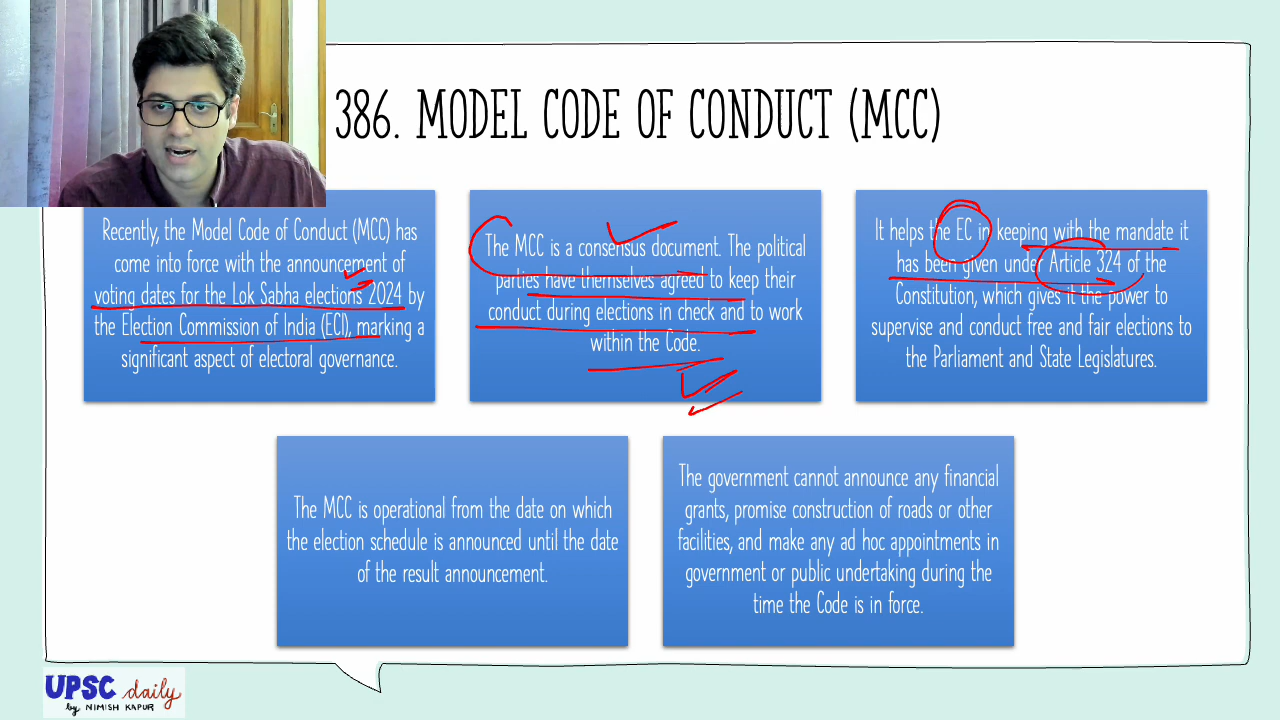 386. MODEL CODE OF CONDUCT (MCC)
Recently, the Model Code of Conduct (MCC) has
come into force with the announcement of
voting dates for the Lok Sabha elections 2024 by
the Election Commission of India (ECI), marking a
significant aspect of electoral governance.
The MCC is a consensus document. The political
parties have themselves agreed to keep their
conduct during elections in check and to work
within the Code.
It helps the EC in keeping with the mandate it
has been given under Article 324 of the
Constitution, which gives it the power to
supervise and conduct free and fair elections to
the Parliament and State Legislatures.
The MCC is operational from the date on which
the election schedule is announced until the date
of the result announcement.
The government cannot announce any financial
grants, promise construction of roads or other
facilities, and make any ad hoc appointments in
government or public undertaking during the
time the Code is in force.
UPSC daily
by NIMISH KAPUR